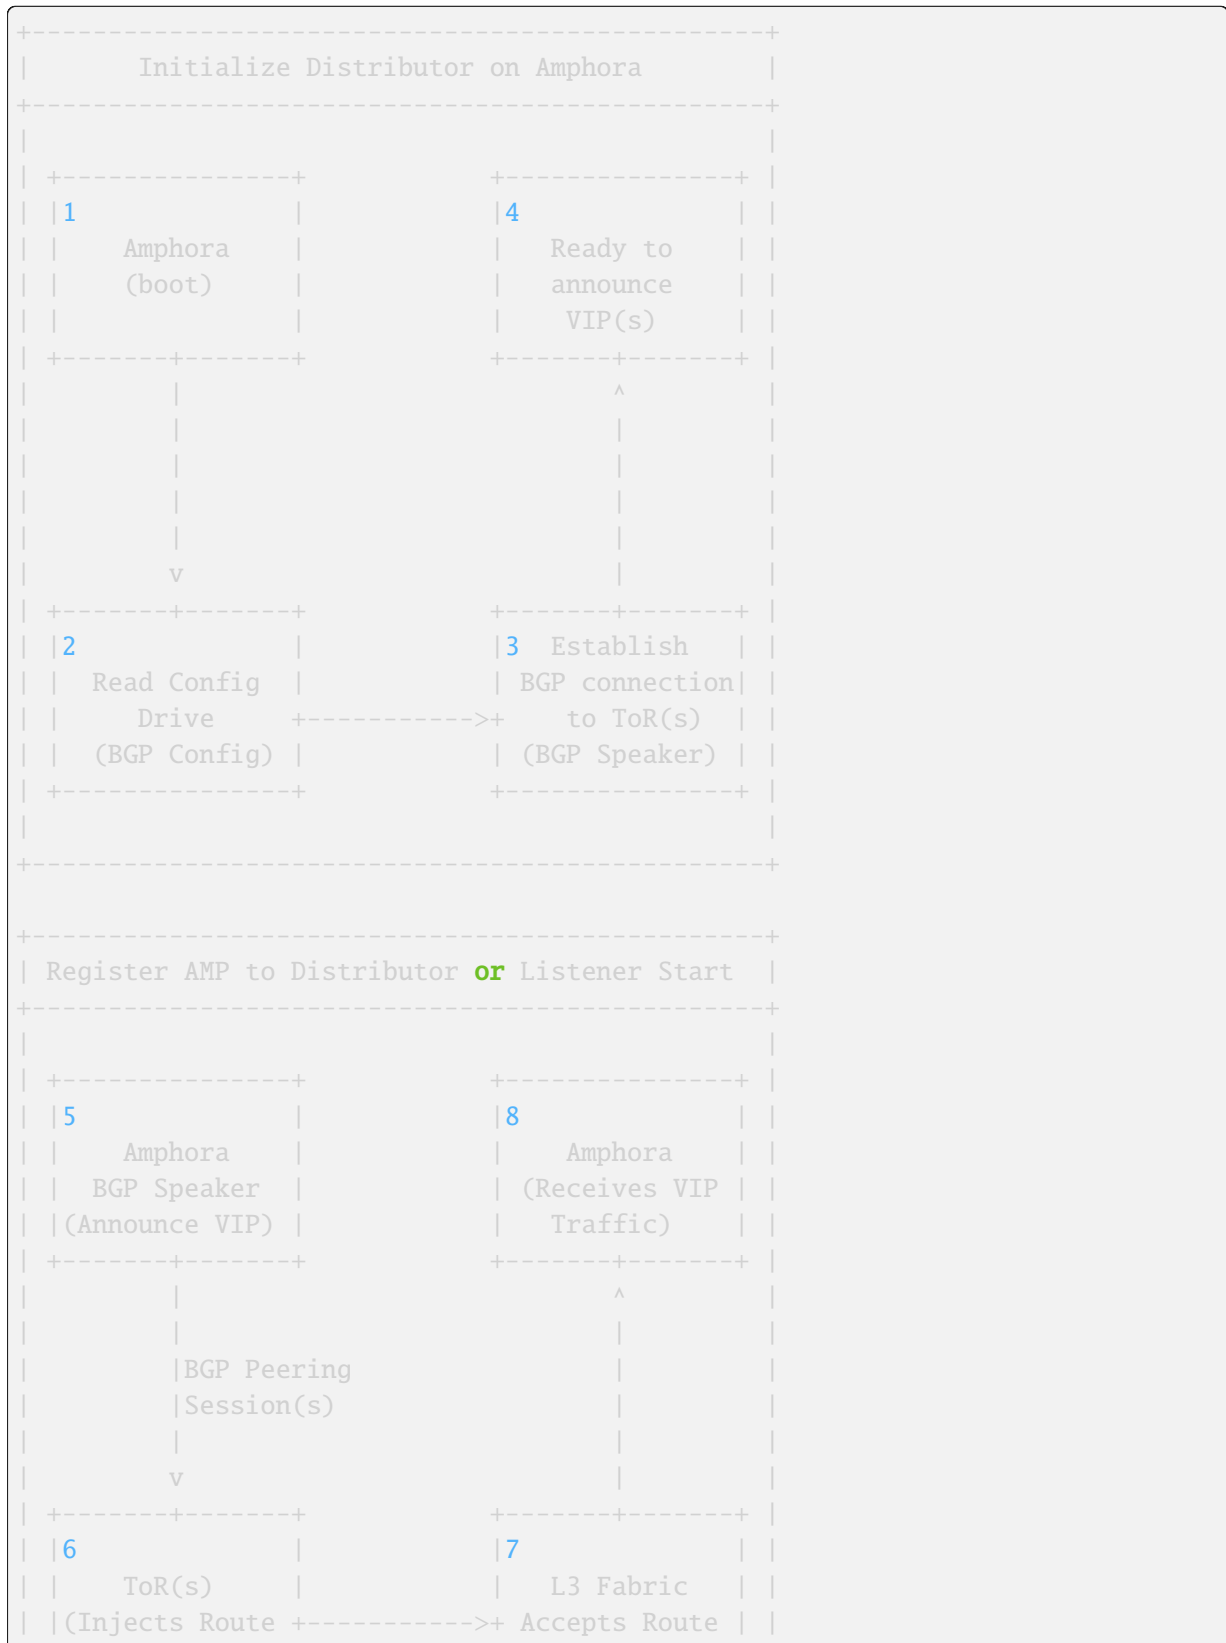 +------------------------------------------------+
|       Initialize Distributor on Amphora        |
+------------------------------------------------+
|                                                |
| +---------------+            +---------------+ |
| |1              |            |4              | |
| |    Amphora    |            |   Ready to    | |
| |    (boot)     |            |   announce    | |
| |               |            |    VIP(s)     | |
| +-------+-------+            +-------+-------+ |
|         |                            ^         |
|         |                            |         |
|         |                            |         |
|         |                            |         |
|         |                            |         |
|         v                            |         |
| +-------+-------+            +-------+-------+ |
| |2              |            |3  Establish   | |
| |  Read Config  |            | BGP connection| |
| |     Drive     +----------->+    to ToR(s)  | |
| |  (BGP Config) |            | (BGP Speaker) | |
| +---------------+            +---------------+ |
|                                                |
+------------------------------------------------+

+------------------------------------------------+
| Register AMP to Distributor or Listener Start  |
+------------------------------------------------+
|                                                |
| +---------------+            +---------------+ |
| |5              |            |8              | |
| |    Amphora    |            |    Amphora    | |
| |  BGP Speaker  |            | (Receives VIP | |
| |(Announce VIP) |            |   Traffic)    | |
| +-------+-------+            +-------+-------+ |
|         |                            ^         |
|         |                            |         |
|         |BGP Peering                 |         |
|         |Session(s)                  |         |
|         |                            |         |
|         v                            |         |
| +-------+-------+            +-------+-------+ |
| |6              |            |7              | |
| |    ToR(s)     |            |   L3 Fabric   | |
| |(Injects Route +----------->+ Accepts Route | |